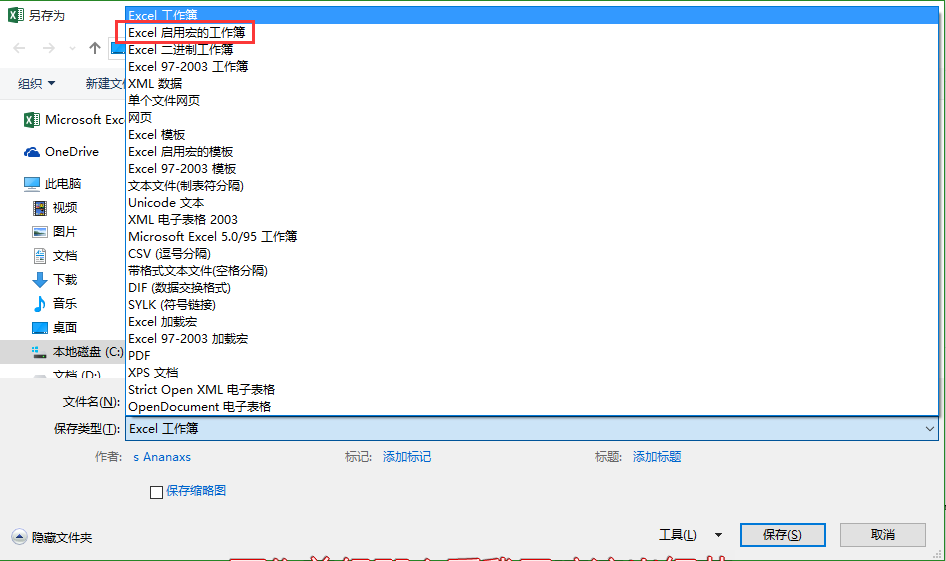 另存为
组织
新建文
Microsoft Exc
OneDrive
此电脑
视频
图片
文档
下载
音乐
桌面
本地磁盘 (C:)
文档 (D:)
Excel 工作簿
Excel 启用宏的工作簿
Excel 二进制工作簿
Excel 97-2003 工作簿
XML 数据
单个文件网页
网页
Excel 模板
Excel 启用宏的模板
Excel 97-2003 模板
文本文件(制表符分隔)
Unicode 文本
XML 电子表格 2003
Microsoft Excel 5.0/95 工作簿
CSV (逗号分隔)
带格式文本文件(空格分隔)
DIF (数据交换格式)
SYLK (符号链接)
Excel 加载宏
Excel 97-2003 加载宏
PDF
XPS 文档
Strict Open XML 电子表格
OpenDocument 电子表格
文件名(N):
保存类型(T): Excel 工作簿
作者: s Ananaxs 标记: 添加标记 标题: 添加标题
保存缩略图
隐藏文件夹 工具(L) 保存(S) 取消